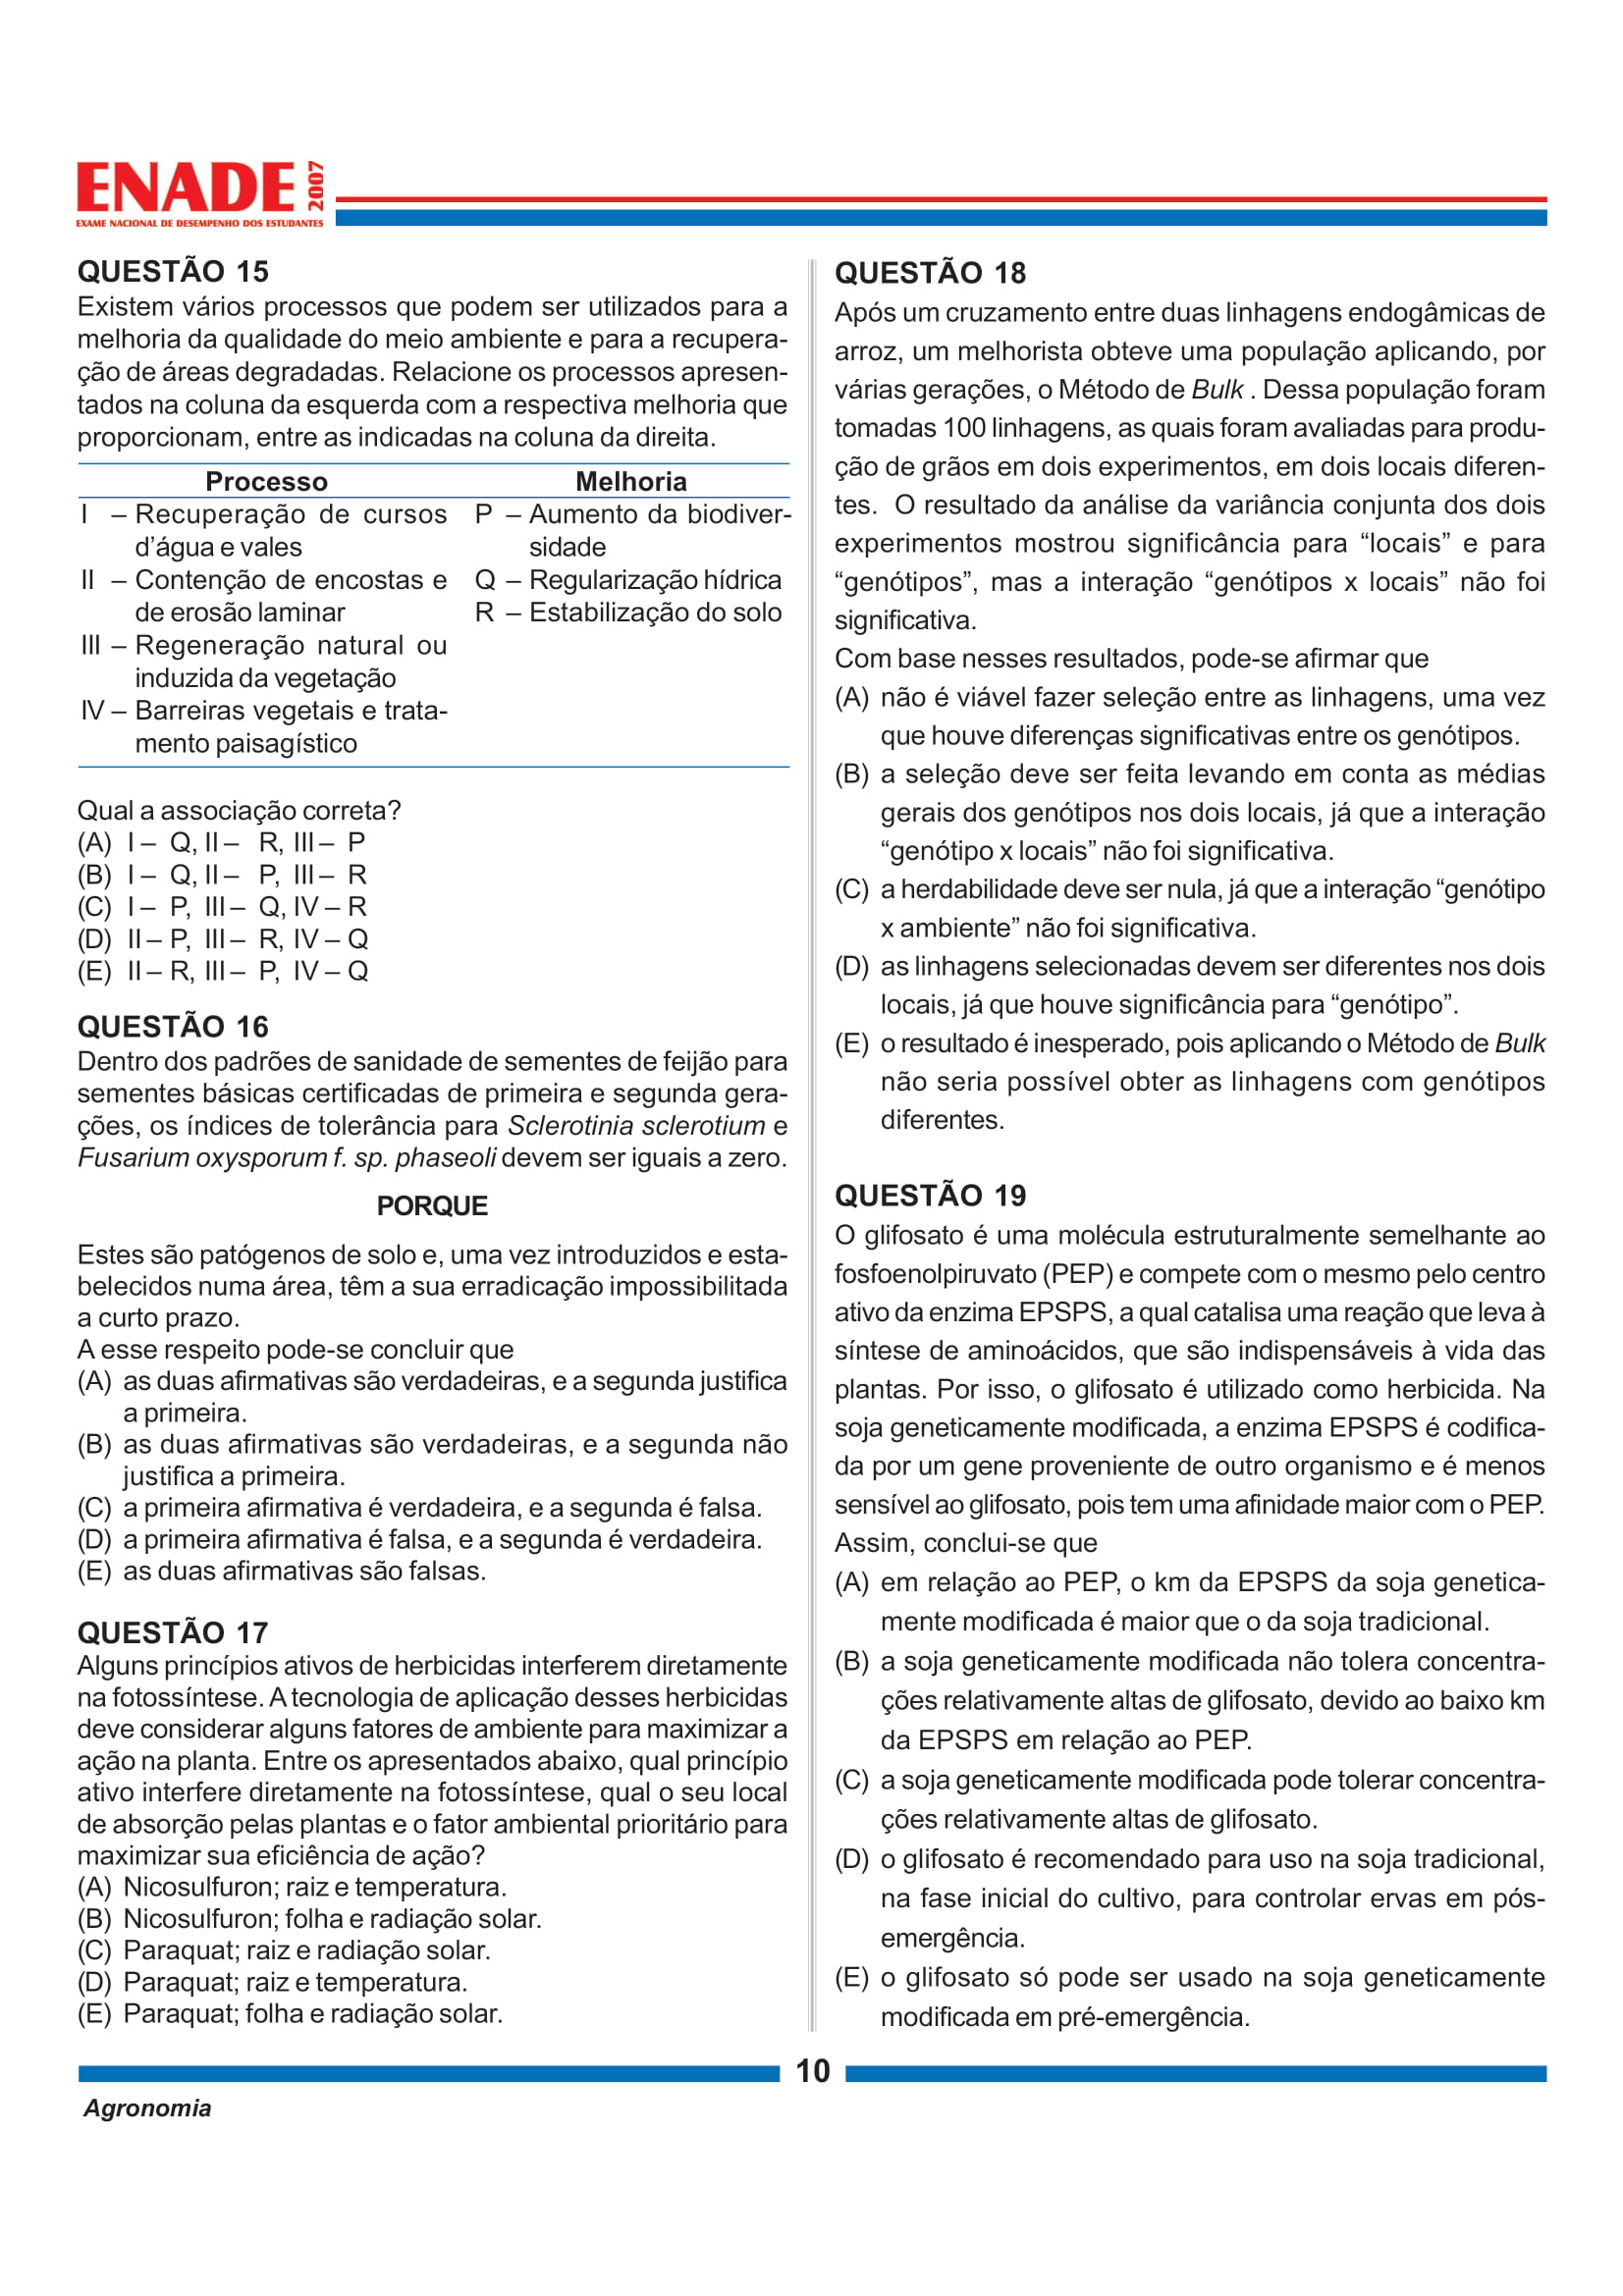 ENADE 2007
EXAME NACIONAL DE DESEMPENHO DOS ESTUDANTES
QUESTÃO 15
Existem vários processos que podem ser utilizados para a
melhoria da qualidade do meio ambiente e para a recupera-
ção de áreas degradadas. Relacione os processos apresen-
tados na coluna da esquerda com a respectiva melhoria que
proporcionam, entre as indicadas na coluna da direita.
Processo Melhoria
I – Recuperação de cursos P – Aumento da biodiver-
d’água e vales sidade
II – Contenção de encostas e Q – Regularização hídrica
de erosão laminar R – Estabilização do solo
III – Regeneração natural ou
induzida da vegetação
IV – Barreiras vegetais e trata-
mento paisagístico
Qual a associação correta?
(A) I – Q, II – R, III – P
(B) I – Q, II – P, III – R
(C) I – P, III – Q, IV – R
(D) II – P, III – R, IV – Q
(E) II – R, III – P, IV – Q
QUESTÃO 16
Dentro dos padrões de sanidade de sementes de feijão para
sementes básicas certificadas de primeira e segunda gera-
ções, os índices de tolerância para Sclerotinia sclerotium e
Fusarium oxysporum f. sp. phaseoli devem ser iguais a zero.
PORQUE
Estes são patógenos de solo e, uma vez introduzidos e esta-
belecidos numa área, têm a sua erradicação impossibilitada
a curto prazo.
A esse respeito pode-se concluir que
(A) as duas afirmativas são verdadeiras, e a segunda justifica
a primeira.
(B) as duas afirmativas são verdadeiras, e a segunda não
justifica a primeira.
(C) a primeira afirmativa é verdadeira, e a segunda é falsa.
(D) a primeira afirmativa é falsa, e a segunda é verdadeira.
(E) as duas afirmativas são falsas.
QUESTÃO 17
Alguns princípios ativos de herbicidas interferem diretamente
na fotossíntese. A tecnologia de aplicação desses herbicidas
deve considerar alguns fatores de ambiente para maximizar a
ação na planta. Entre os apresentados abaixo, qual princípio
ativo interfere diretamente na fotossíntese, qual o seu local
de absorção pelas plantas e o fator ambiental prioritário para
maximizar sua eficiência de ação?
(A) Nicosulfuron; raiz e temperatura.
(B) Nicosulfuron; folha e radiação solar.
(C) Paraquat; raiz e radiação solar.
(D) Paraquat; raiz e temperatura.
(E) Paraquat; folha e radiação solar.
QUESTÃO 18
Após um cruzamento entre duas linhagens endogâmicas de
arroz, um melhorista obteve uma população aplicando, por
várias gerações, o Método de Bulk . Dessa população foram
tomadas 100 linhagens, as quais foram avaliadas para produ-
ção de grãos em dois experimentos, em dois locais diferen-
tes. O resultado da análise da variância conjunta dos dois
experimentos mostrou significância para “locais” e para
“genótipos”, mas a interação “genótipos x locais” não foi
significativa.
Com base nesses resultados, pode-se afirmar que
(A) não é viável fazer seleção entre as linhagens, uma vez
que houve diferenças significativas entre os genótipos.
(B) a seleção deve ser feita levando em conta as médias
gerais dos genótipos nos dois locais, já que a interação
“genótipo x locais” não foi significativa.
(C) a herdabilidade deve ser nula, já que a interação “genótipo
x ambiente” não foi significativa.
(D) as linhagens selecionadas devem ser diferentes nos dois
locais, já que houve significância para “genótipo”.
(E) o resultado é inesperado, pois aplicando o Método de Bulk
não seria possível obter as linhagens com genótipos
diferentes.
QUESTÃO 19
O glifosato é uma molécula estruturalmente semelhante ao
fosfoenolpiruvato (PEP) e compete com o mesmo pelo centro
ativo da enzima EPSPS, a qual catalisa uma reação que leva à
síntese de aminoácidos, que são indispensáveis à vida das
plantas. Por isso, o glifosato é utilizado como herbicida. Na
soja geneticamente modificada, a enzima EPSPS é codifica-
da por um gene proveniente de outro organismo e é menos
sensível ao glifosato, pois tem uma afinidade maior com o PEP.
Assim, conclui-se que
(A) em relação ao PEP, o km da EPSPS da soja genetica-
mente modificada é maior que o da soja tradicional.
(B) a soja geneticamente modificada não tolera concentra-
ções relativamente altas de glifosato, devido ao baixo km
da EPSPS em relação ao PEP.
(C) a soja geneticamente modificada pode tolerar concentra-
ções relativamente altas de glifosato.
(D) o glifosato é recomendado para uso na soja tradicional,
na fase inicial do cultivo, para controlar ervas em pós-
emergência.
(E) o glifosato só pode ser usado na soja geneticamente
modificada em pré-emergência.
10
Agronomia